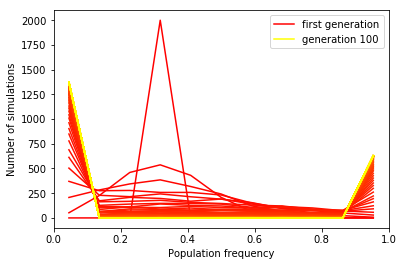 first generation
generation 100
Number of simulations
2000
1750
1500
1250
1000
750
500
250
0
0.0 0.2 0.4 0.6 0.8 1.0
Population frequency